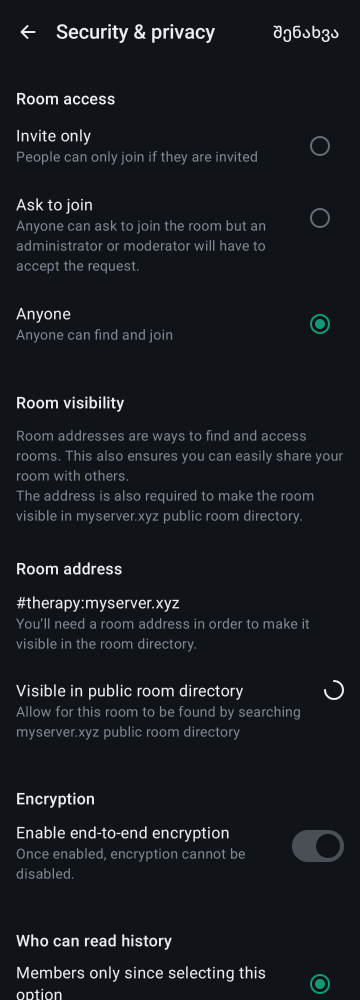 Security & privacy
შენახვა
Room access
Invite only
People can only join if they are invited
Ask to join
Anyone can ask to join the room but an
administrator or moderator will have to
accept the request.
Anyone
Anyone can find and join
Room visibility
Room addresses are ways to find and access
rooms. This also ensures you can easily share your
room with others.
The address is also required to make the room
visible in myserver.xyz public room directory.
Room address
#therapy:myserver.xyz
You’ll need a room address in order to make it
visible in the room directory.
Visible in public room directory
Allow for this room to be found by searching
myserver.xyz public room directory
Encryption
Enable end-to-end encryption
Once enabled, encryption cannot be
disabled.
Who can read history
Members only since selecting this
option